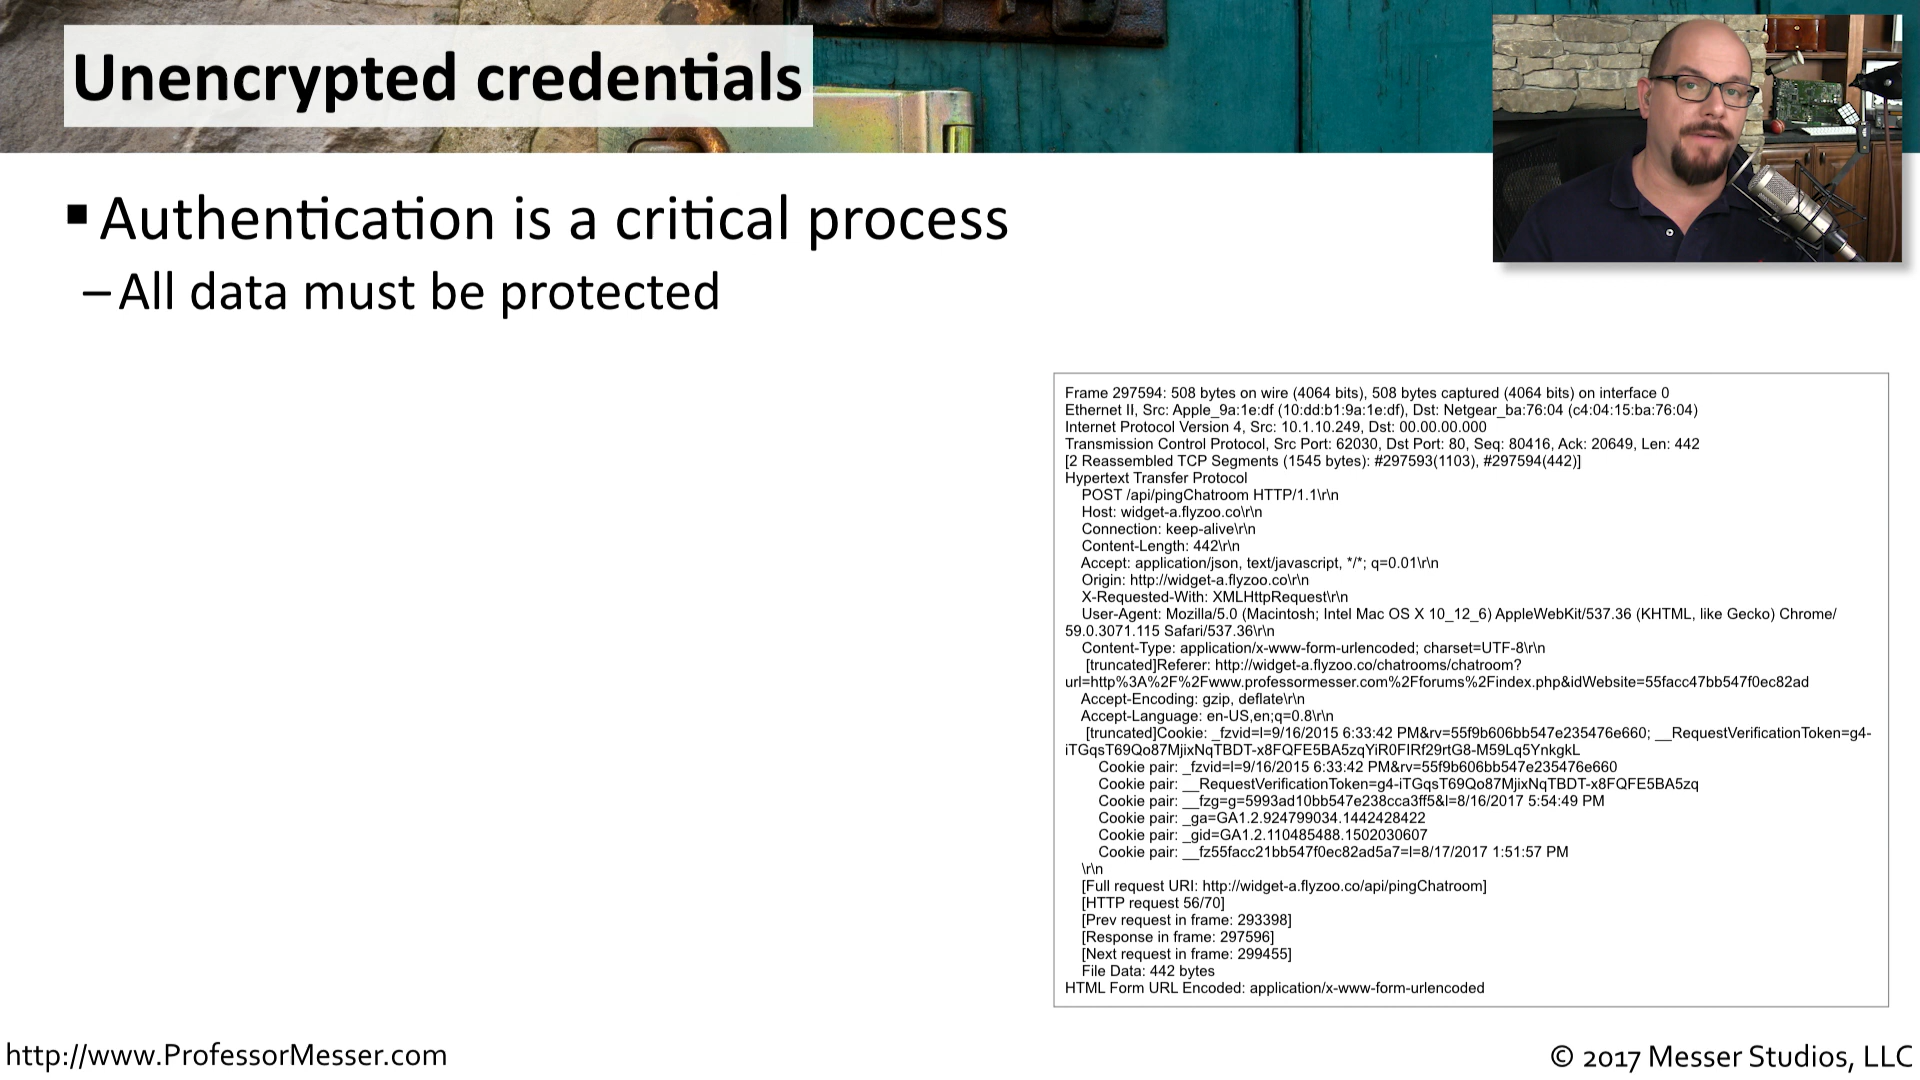 Unencrypted credentials
▪ Authentication is a critical process
– All data must be protected
Frame 297594: 508 bytes on wire (4064 bits), 508 bytes captured (4064 bits) on interface 0
Ethernet II, Src: Apple_9a:1e:df (10:dd:b1:9a:1e:df), Dst: Netgear_ba:76:04 (c4:04:15:ba:76:04)
Internet Protocol Version 4, Src: 10.1.10.249, Dst: 00.00.00.000
Transmission Control Protocol, Src Port: 62030, Dst Port: 80, Seq: 80416, Ack: 20649, Len: 442
[2 Reassembled TCP Segments (1545 bytes): #297593(1103), #297594(442)]
Hypertext Transfer Protocol
POST /api/pingChatroom HTTP/1.1\r\n
Host: widget-a.flyzoo.co\r\n
Connection: keep-alive\r\n
Content-Length: 442\r\n
Accept: application/json, text/javascript, */*; q=0.01\r\n
Origin: http://widget-a.flyzoo.co\r\n
X-Requested-With: XMLHttpRequest\r\n
User-Agent: Mozilla/5.0 (Macintosh; Intel Mac OS X 10_12_6) AppleWebKit/537.36 (KHTML, like Gecko) Chrome/
59.0.3071.115 Safari/537.36\r\n
Content-Type: application/x-www-form-urlencoded; charset=UTF-8\r\n
[truncated]Referer: http://widget-a.flyzoo.co/chatrooms/chatroom?
url=http%3A%2F%2Fwww.professormesser.com%2Fforums%2Findex.php&idWebsite=55facc47bb547f0ec82ad
Accept-Encoding: gzip, deflate\r\n
Accept-Language: en-US,en;q=0.8\r\n
[truncated]Cookie: _fzvid=l=9/16/2015 6:33:42 PM&rv=55f9b606bb547e235476e660; __RequestVerificationToken=g4-
iTGqsT69Qo87MjixNqTBDT-x8FQFE5BA5zqYiR0FIRf29rtG8-M59Lq5YnkgkL
Cookie pair: _fzvid=l=9/16/2015 6:33:42 PM&rv=55f9b606bb547e235476e660
Cookie pair: __RequestVerificationToken=g4-iTGqsT69Qo87MjixNqTBDT-x8FQFE5BA5zq
Cookie pair: __fzg=g=5993ad10bb547e238cca3ff5&l=8/16/2017 5:54:49 PM
Cookie pair: _ga=GA1.2.924799034.1442428422
Cookie pair: _gid=GA1.2.110485488.1502030607
Cookie pair: __fz55facc21bb547f0ec82ad5a7=l=8/17/2017 1:51:57 PM
\r\n
[Full request URI: http://widget-a.flyzoo.co/api/pingChatroom]
[HTTP request 56/70]
[Prev request in frame: 293398]
[Response in frame: 297596]
[Next request in frame: 299455]
File Data: 442 bytes
HTML Form URL Encoded: application/x-www-form-urlencoded
http://www.ProfessorMesser.com
© 2017 Messer Studios, LLC